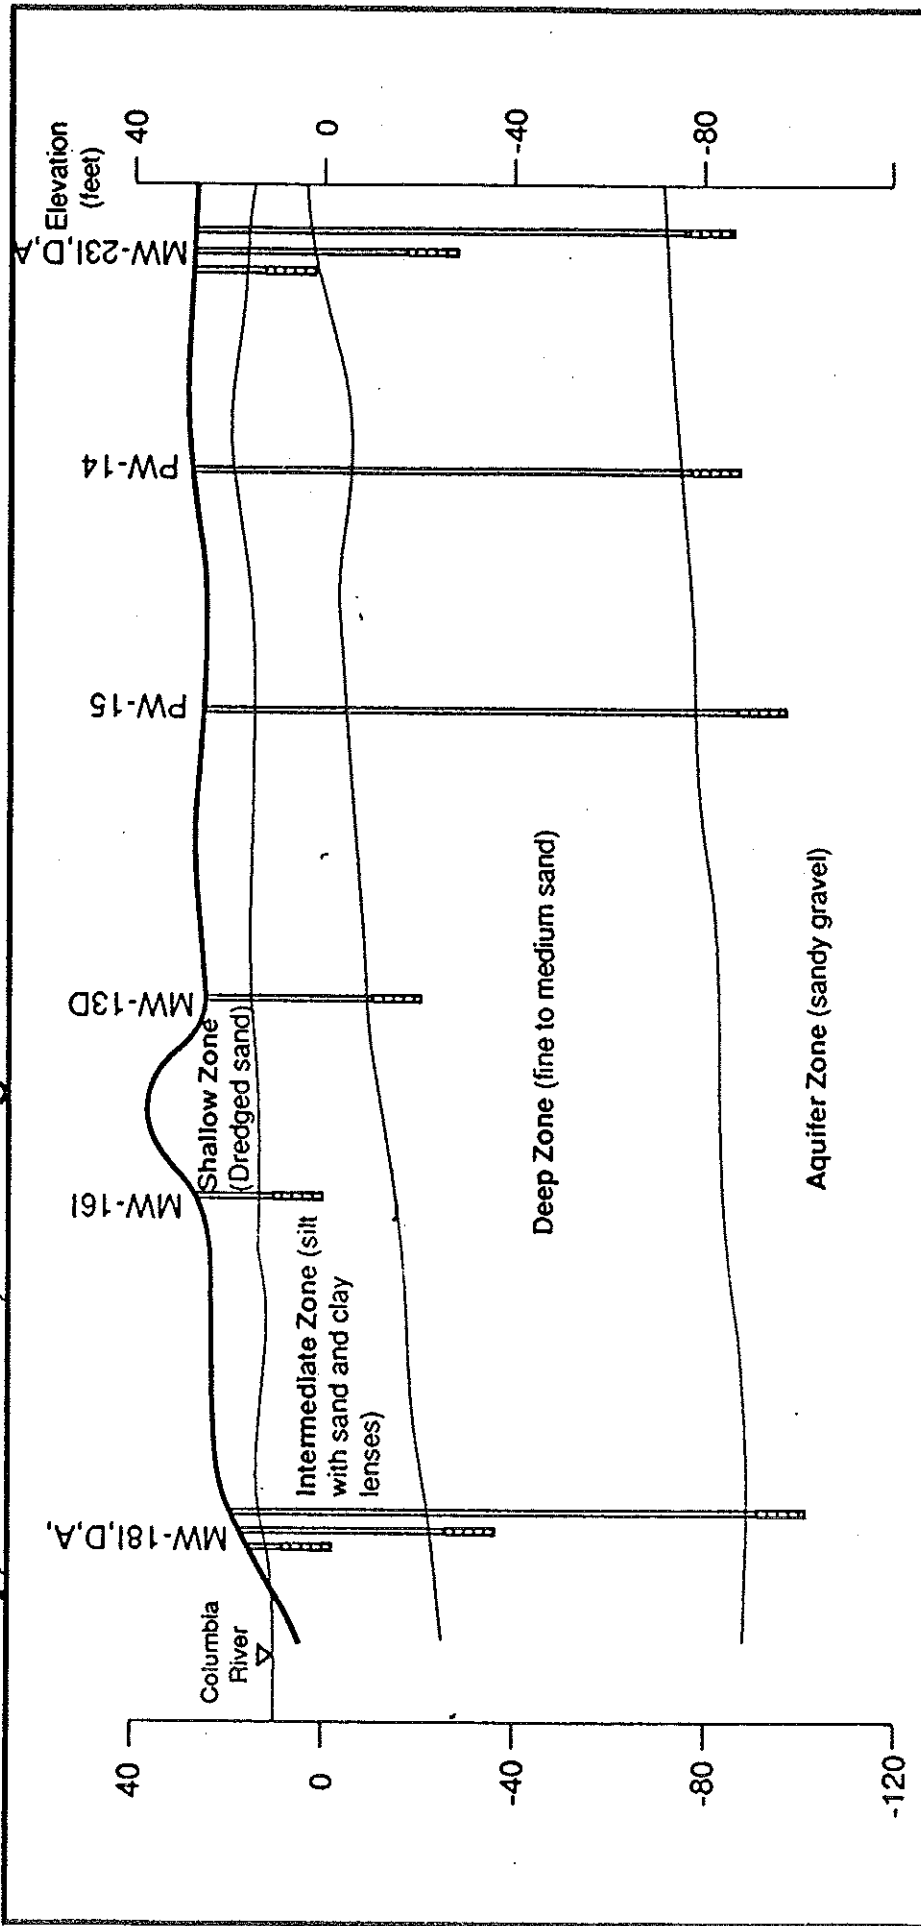 Elevation
(feet)
40
0
-40
-80
MW-23I,D,A
PW-14
PW-15
MW-13D
MW-16I
MW-18I,D,A,
Shallow Zone
(Dredged sand)
Intermediate Zone (silt
with sand and clay
lenses)
Deep Zone (fine to medium sand)
Aquifer Zone (sandy gravel)
Columbia
River
40
0
-40
-80
-120